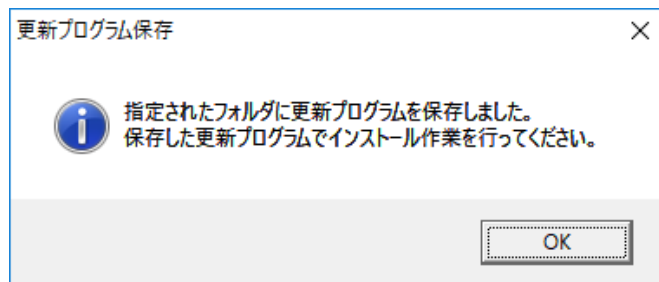 更新プログラム保存
指定されたフォルダに更新プログラムを保存しました。
保存した更新プログラムでインストール作業を行ってください。
OK